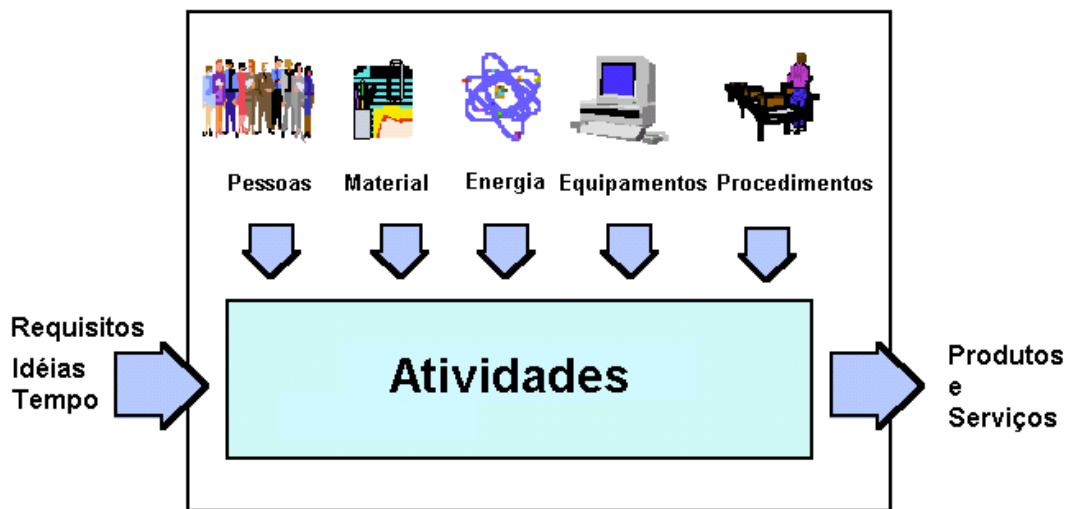 Pessoas
Material
Energia
Equipamentos
Procedimentos
Requisitos
Idéias
Tempo
Atividades
Produtos
e
Serviços